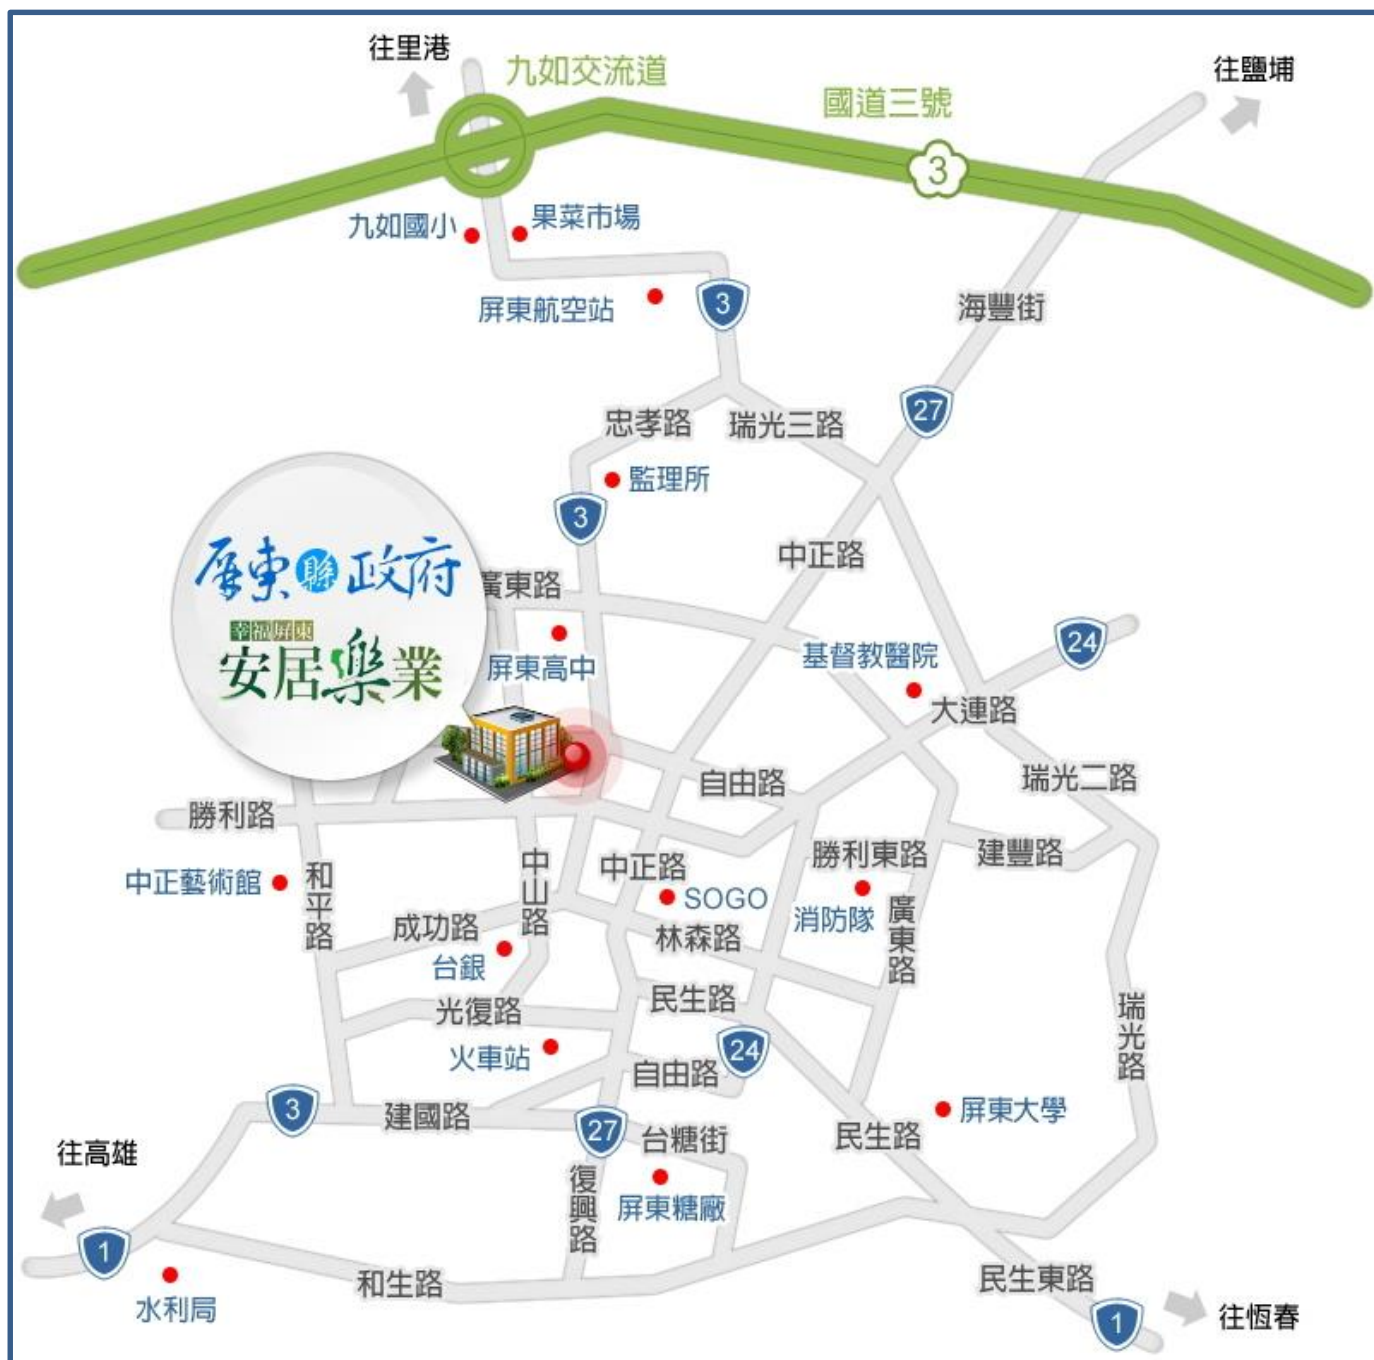 往里港
九如交流道
往鹽埔
國道三號
3
九如國小
果菜市場
屏東航空站
3
海豐街
27
忠孝路
瑞光三路
監理所
3
中正路
屏東縣政府
幸福屏東
安居樂業
廣東路
24
屏東高中
基督教醫院
大連路
自由路
瑞光二路
勝利路
中正藝術館
和平路
中山路
中正路
SOGO
勝利東路
建豐路
消防隊
廣東路
成功路
台銀
林森路
民生路
光復路
火車站
24
自由路
瑞光路
3
建國路
27
台糖街
民生路
屏東大學
往高雄
復興路
屏東糖廠
1
水利局
和生路
民生東路
1
往恆春